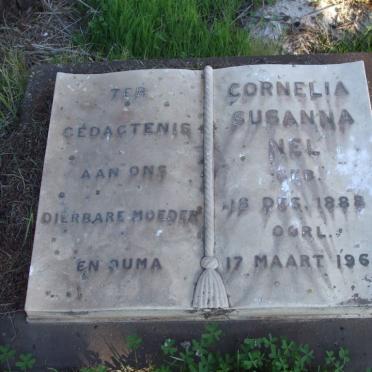 TER
GEDAGTENIS
AAN ONS
DIERBARE MOEDER
EN OUMA
CORNELIA
SUSANNA
NEL
GEB.
18 DES. 1888
OORL.
17 MAART 196